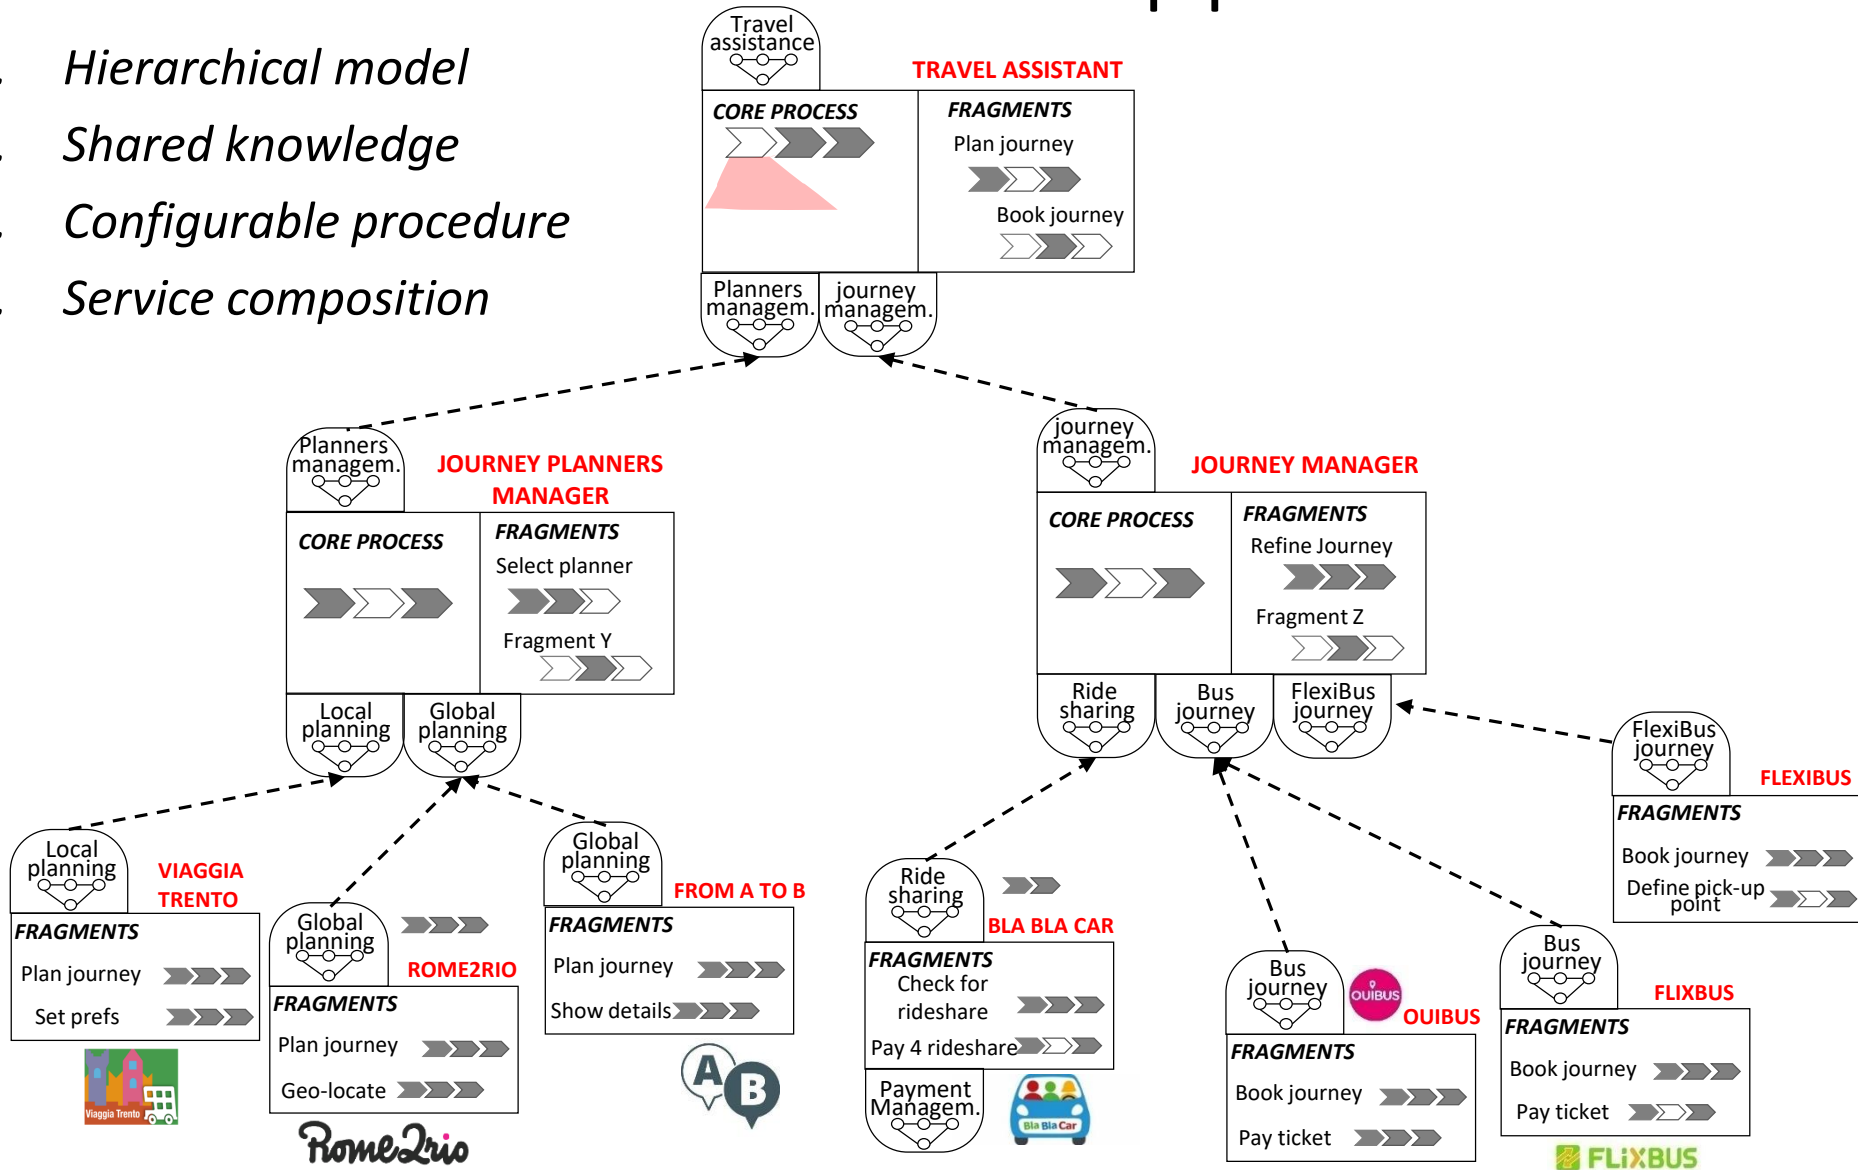 Hierarchical model
Shared knowledge
Configurable procedure
Service composition
Travel
assistance
TRAVEL ASSISTANT
CORE PROCESS
FRAGMENTS
Plan journey
Book journey
Planners
managem.
journey
managem.
Planners
managem.
JOURNEY PLANNERS
MANAGER
CORE PROCESS
FRAGMENTS
Select planner
Fragment Y
Local
planning
Global
planning
journey
managem.
JOURNEY MANAGER
CORE PROCESS
FRAGMENTS
Refine Journey
Fragment Z
Ride
sharing
Bus
journey
FlexiBus
journey
FlexiBus
journey
FLEXIBUS
FRAGMENTS
Book journey
Define pick-up
point
Local
planning
VIAGGIA
TRENTO
FRAGMENTS
Plan journey
Set prefs
Viaggia Trento
Global
planning
ROME2RIO
FRAGMENTS
Plan journey
Geo-locate
Rome2rio
Global
planning
FROM A TO B
FRAGMENTS
Plan journey
Show details
A
B
Ride
sharing
BLA BLA CAR
FRAGMENTS
Check for
rideshare
Pay 4 rideshare
Payment
Managem.
Bla Bla Car
Bus
journey
OUIBUS
OUIBUS
FRAGMENTS
Book journey
Pay ticket
Bus
journey
FLIXBUS
FRAGMENTS
Book journey
Pay ticket
FLiXBUS